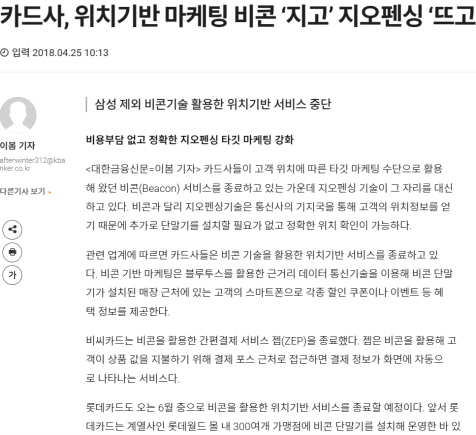 카드사, 위치기반 마케팅 비콘 ‘지고’ 지오펜싱 ‘뜨고
입력 2018.04.25 10:13
삼성 제외 비콘기술 활용한 위치기반 서비스 중단
이봄 기자
afterwinter312@kba
nker.co.kr
다른기사 보기
가
비용부담 없고 정확한 지오펜싱 타깃 마케팅 강화
<대한금융신문=이봄 기자> 카드사들이 고객 위치에 따른 타깃 마케팅 수단으로 활용
해 왔던 비콘(Beacon) 서비스를 종료하고 있는 가운데 지오펜싱 기술이 그 자리를 대신
하고 있다. 비콘과 달리 지오펜싱기술은 통신사의 기지국을 통해 고객의 위치정보를 얻
기 때문에 추가로 단말기를 설치할 필요가 없고 정확한 위치 확인이 가능하다.
관련 업계에 따르면 카드사들은 비콘 기술을 활용한 위치기반 서비스를 종료하고 있
다. 비콘 기반 마케팅은 블루투스를 활용한 근거리 데이터 통신기술을 이용해 비콘 단말
기가 설치된 매장 근처에 있는 고객의 스마트폰으로 각종 할인 쿠폰이나 이벤트 등 혜
택 정보를 제공한다.
비씨카드는 비콘을 활용한 간편결제 서비스 젭(ZEP)을 종료했다. 젭은 비콘을 활용해 고
객이 상품 값을 지불하기 위해 결제 포스 근처로 접근하면 결제 정보가 화면에 자동으
로 나타나는 서비스다.
롯데카드도 오는 6월 중으로 비콘을 활용한 위치기반 서비스를 종료할 예정이다. 앞서 롯
데카드는 계열사인 롯데월드 몰 내 300여개 가맹점에 비콘 단말기를 설치해 운영한 바 있